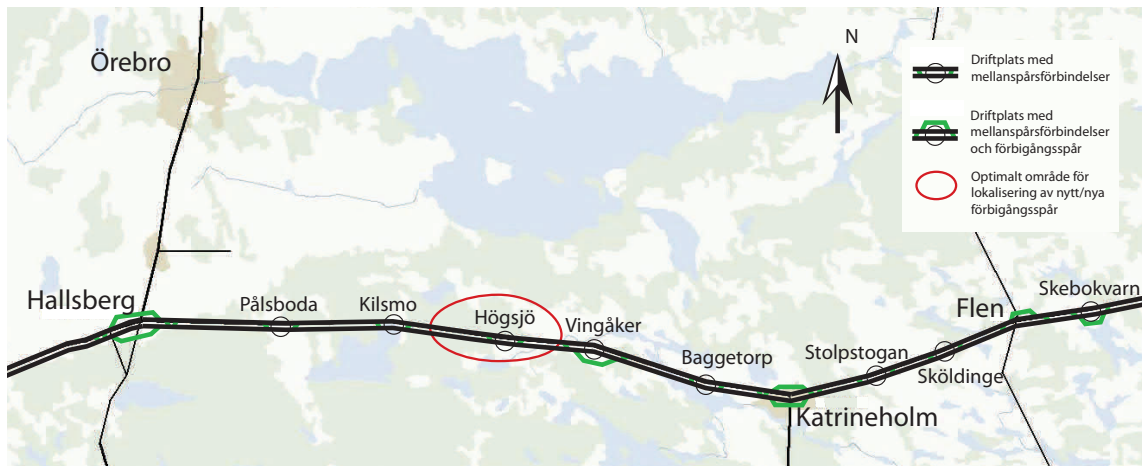 Örebro
N
Driftplats med
mellanspårsförbindelser
Driftplats med
mellanspårsförbindelser
och förbigångsspår
Optimalt område för
lokalisering av nytt/nya
förbigångsspår
Hallsberg
Pålsboda
Kilsmo
Högsjö
Vingåker
Baggetorp
Katrineholm
Stolpstogan
Sköldinge
Flen
Skebokvarn